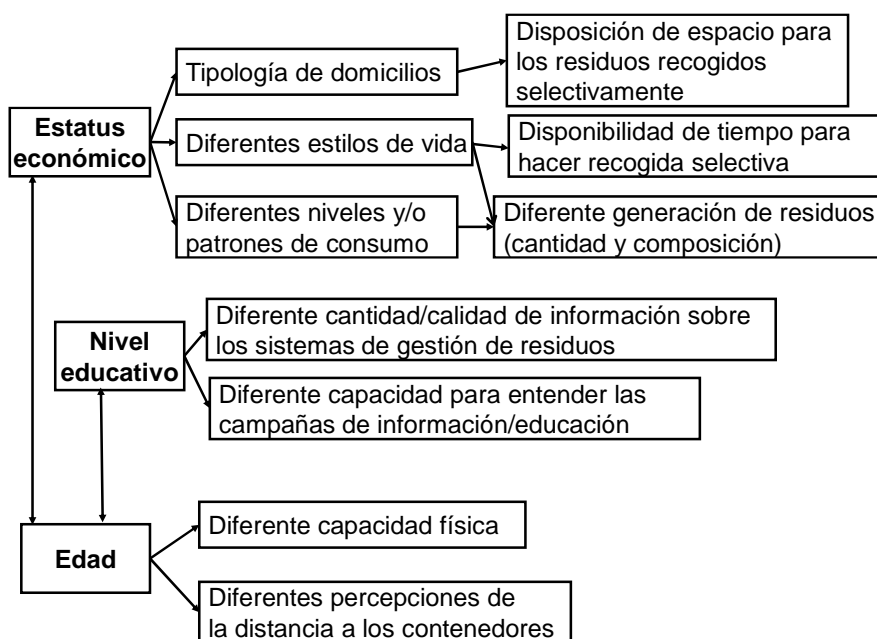 Estatus
económico
Tipología de domicilios
Disposición de espacio para
los residuos recogidos
selectivamente
Diferentes estilos de vida
Disponibilidad de tiempo para
hacer recogida selectiva
Diferentes niveles y/o
patrones de consumo
Diferente generación de residuos
(cantidad y composición)
Nivel
educativo
Diferente cantidad/calidad de información sobre
los sistemas de gestión de residuos
Diferente capacidad para entender las
campañas de información/educación
Edad
Diferente capacidad física
Diferentes percepciones de
la distancia a los contenedores